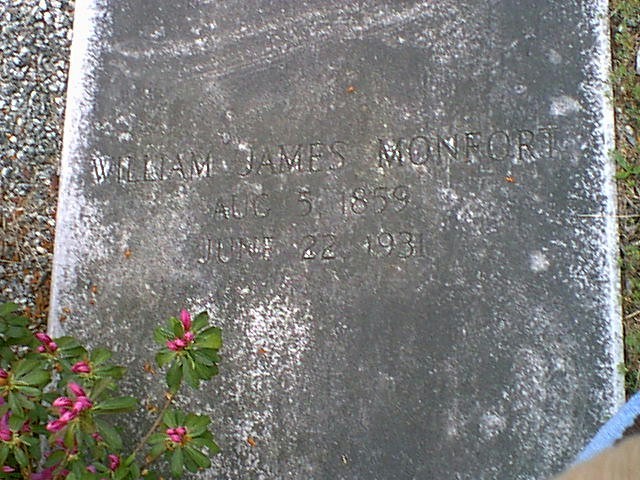 WILLIAM JAMES MONFORT
AUG 5, 1859
JUNE 22, 1931